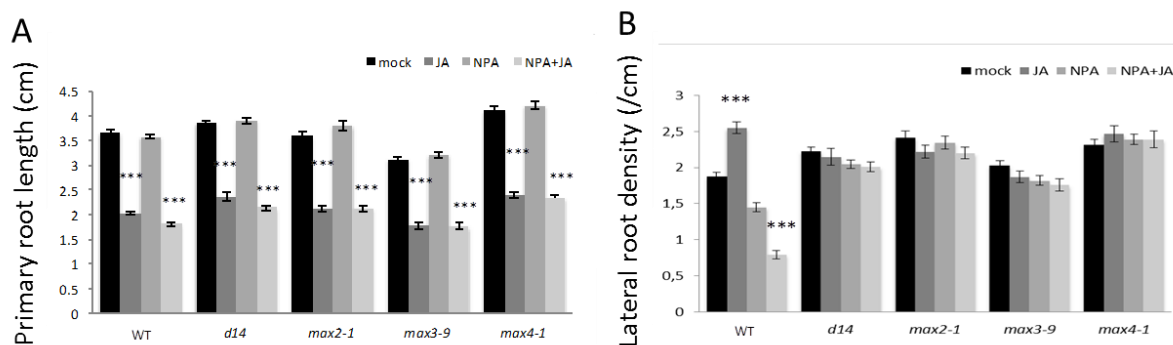 A
Primary root length (cm)
mock JA NPA NPA+JA
4.5
4
3.5
3
2.5
2
1.5
1
0.5
0
*** *** *** *** *** *** *** *** *** ***
WT d14 max2-1 max3-9 max4-1
B
Lateral root density (/cm)
mock JA NPA NPA+JA
3
2,5
2
1,5
1
0,5
0
*** ***
WT d14 max2-1 max3-9 max4-1